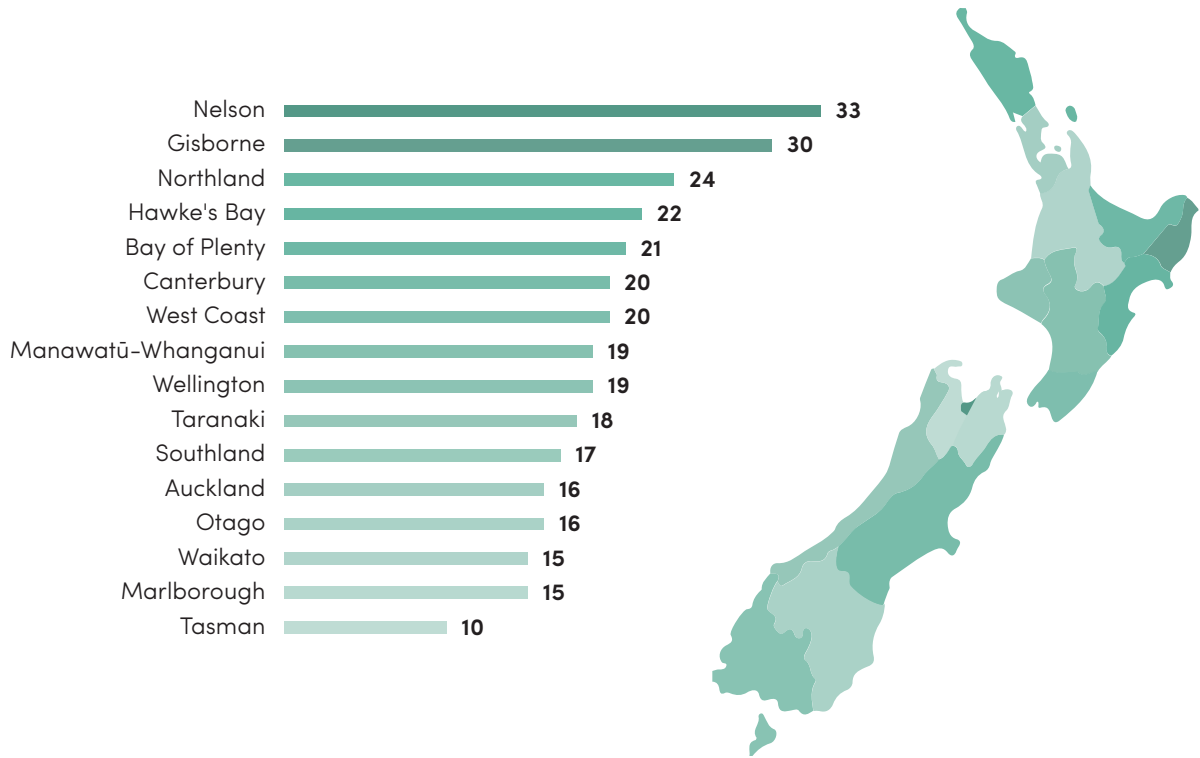 Nelson 33
Gisborne 30
Northland 24
Hawke's Bay 22
Bay of Plenty 21
Canterbury 20
West Coast 20
Manawatū-Whanganui 19
Wellington 19
Taranaki 18
Southland 17
Auckland 16
Otago 16
Waikato 15
Marlborough 15
Tasman 10